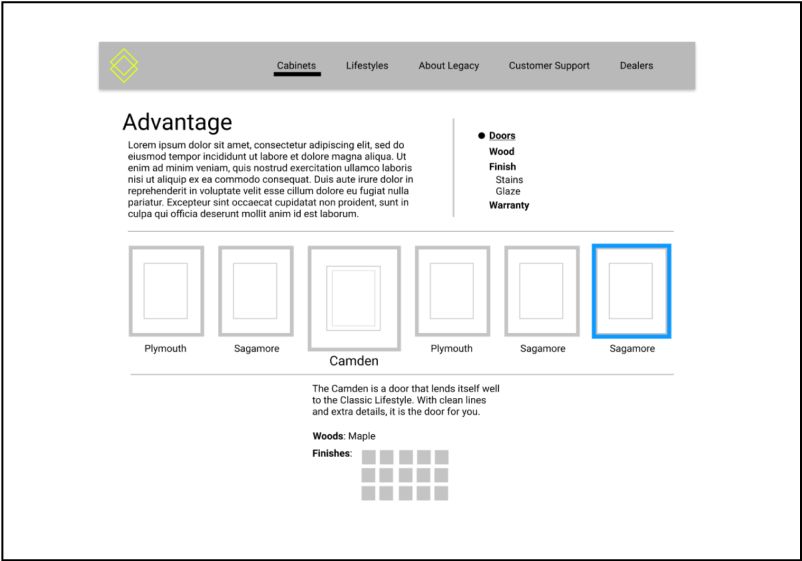 Cabinets Lifestyles About Legacy Customer Support Dealers
Advantage
Lorem ipsum dolor sit amet, consectetur adipiscing elit, sed do
eiusmod tempor incididunt ut labore et dolore magna aliqua. Ut
enim ad minim veniam, quis nostrud exercitation ullamco laboris
nisi ut aliquip ex ea commodo consequat. Duis aute irure dolor in
reprehenderit in voluptate velit esse cillum dolore eu fugiat nulla
pariatur. Excepteur sint occaecat cupidatat non proident, sunt in
culpa qui officia deserunt mollit anim id est laborum.
Doors
Wood
Finish
Stains
Glaze
Warranty
Plymouth Sagamore Camden Plymouth Sagamore Sagamore
The Camden is a door that lends itself well
to the Classic Lifestyle. With clean lines
and extra details, it is the door for you.
Woods: Maple
Finishes: